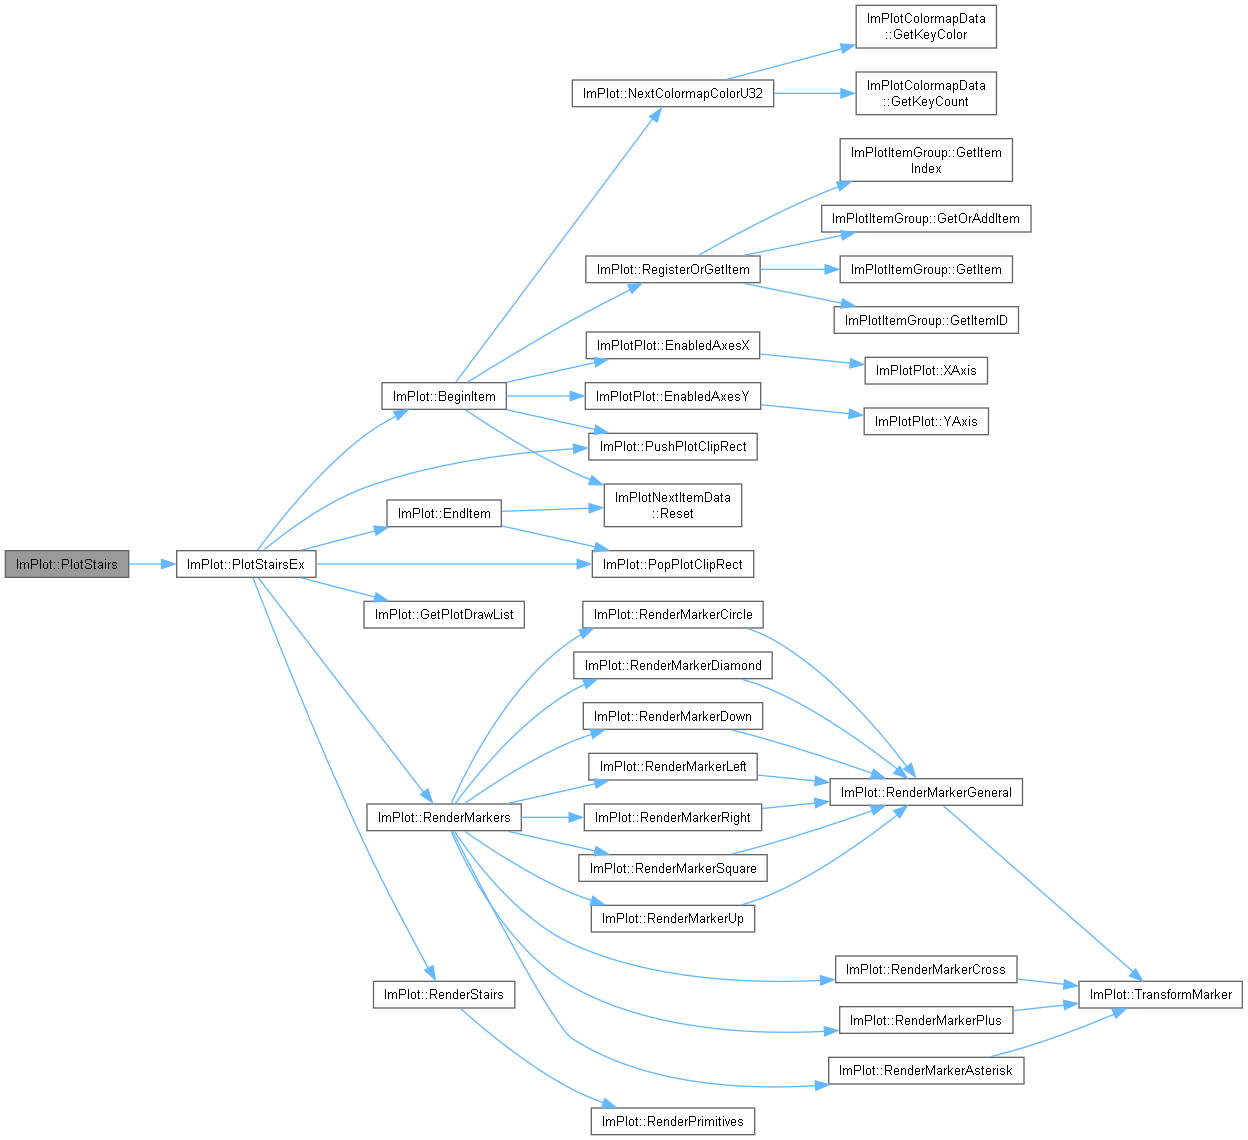 ImPlotColormapData
::GetKeyColor
ImPlot::NextColormapColorU32
ImPlotColormapData
::GetKeyCount
ImPlotItemGroup::GetItem
Index
ImPlotItemGroup::GetOrAddItem
ImPlot::RegisterOrGetItem
ImPlotItemGroup::GetItem
ImPlotItemGroup::GetItemID
ImPlotPlot::EnabledAxesX
ImPlotPlot::XAxis
ImPlot::BeginItem
ImPlotPlot::EnabledAxesY
ImPlotPlot::YAxis
ImPlot::PushPlotClipRect
ImPlotNextItemData
::Reset
ImPlot::EndItem
ImPlot::PlotStairs
ImPlot::PlotStairsEx
ImPlot::PopPlotClipRect
ImPlot::GetPlotDrawList
ImPlot::RenderMarkerCircle
ImPlot::RenderMarkerDiamond
ImPlot::RenderMarkerDown
ImPlot::RenderMarkerLeft
ImPlot::RenderMarkerGeneral
ImPlot::RenderMarkers
ImPlot::RenderMarkerRight
ImPlot::RenderMarkerSquare
ImPlot::RenderMarkerUp
ImPlot::RenderMarkerCross
ImPlot::RenderStairs
ImPlot::TransformMarker
ImPlot::RenderMarkerPlus
ImPlot::RenderMarkerAsterisk
ImPlot::RenderPrimitives